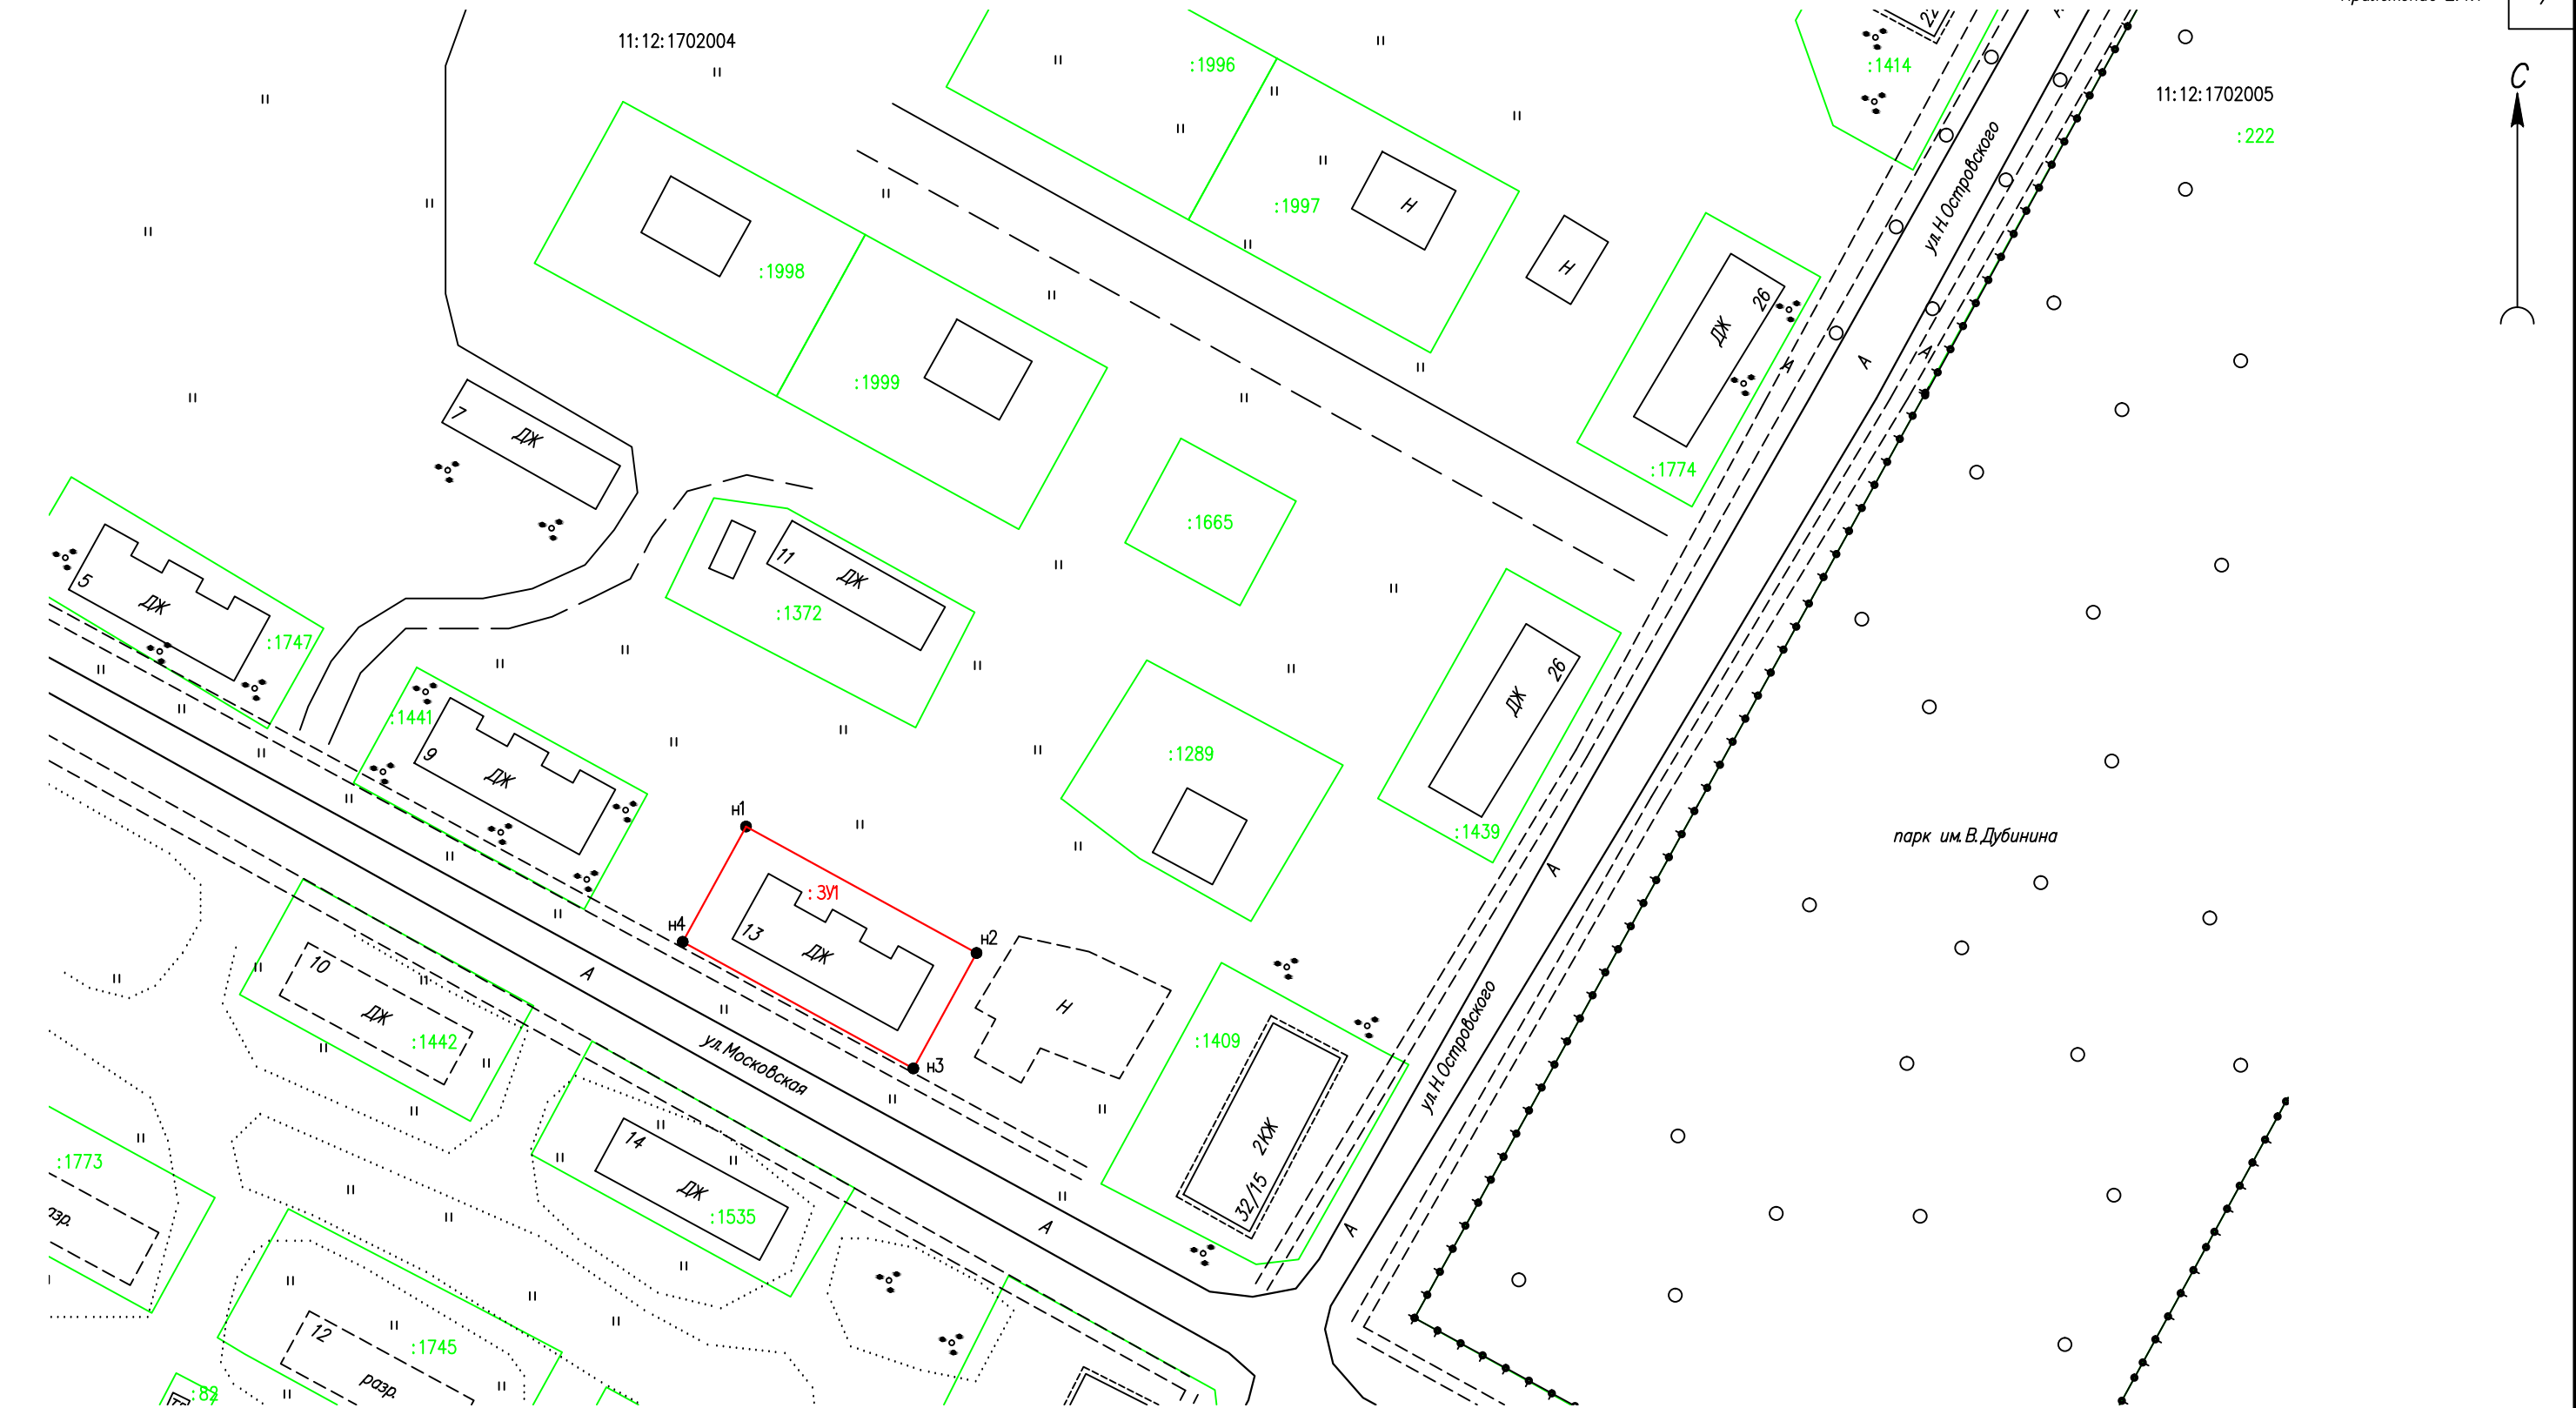 11:12:1702004
:1996
:1414
11:12:1702005
С
:222
:1997
Н
Н
ул. Н. Островского
:1998
:1999
26
ДЖ
:1774
А
А
А
7
ДЖ
:1665
5
ДЖ
:1747
11
ДЖ
:1372
26
ДЖ
:1439
:1441
9
ДЖ
:1289
парк им. В. Дубинина
н1
:ЗУ1
н4
13
ДЖ
н2
н3
Н
А
А
10
ДЖ
:1442
ул. Московская
:1409
2КЖ
32/15
ул. Н. Островского
:1773
14
ДЖ
:1535
А
А
12
разр.
:1745
:82